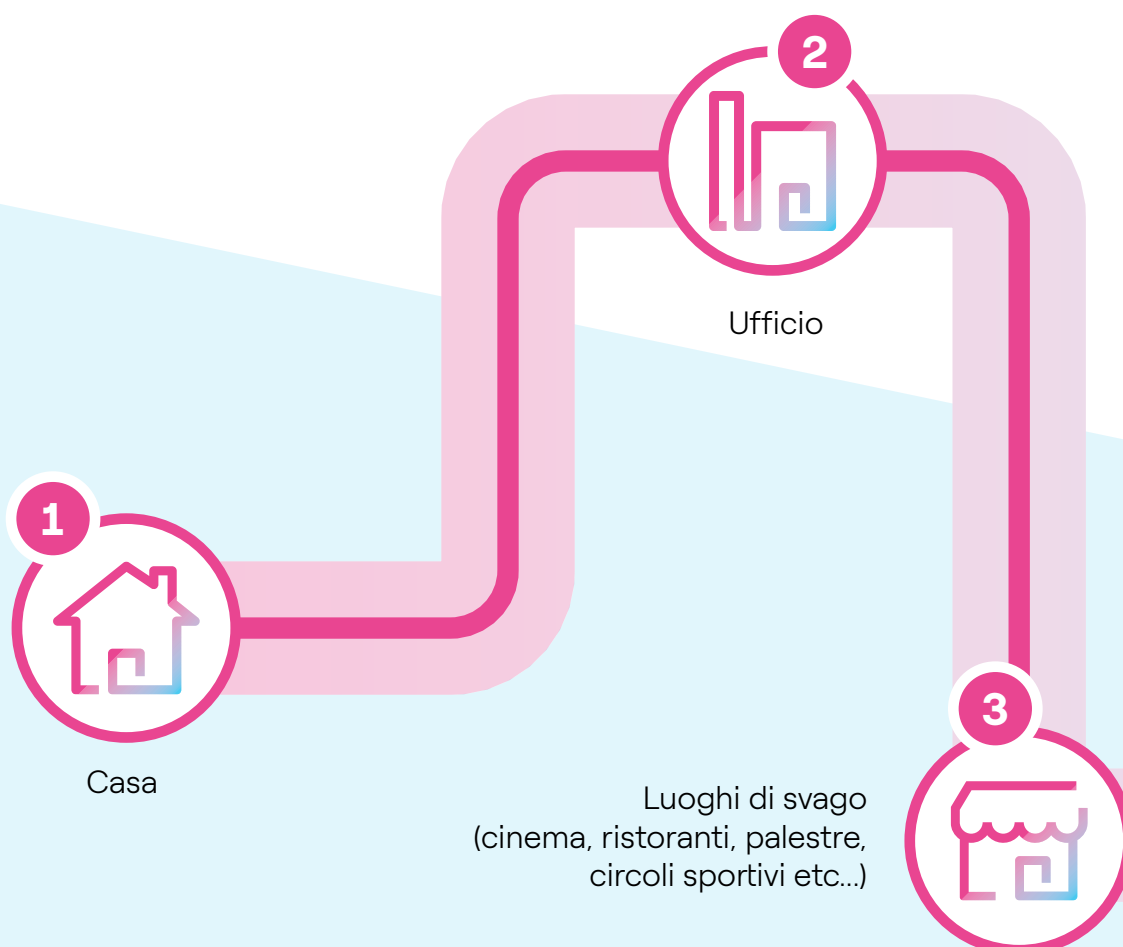 1
Casa
2
Ufficio
3
Luoghi di svago
(cinema, ristoranti, palestre,
circoli sportivi etc...)